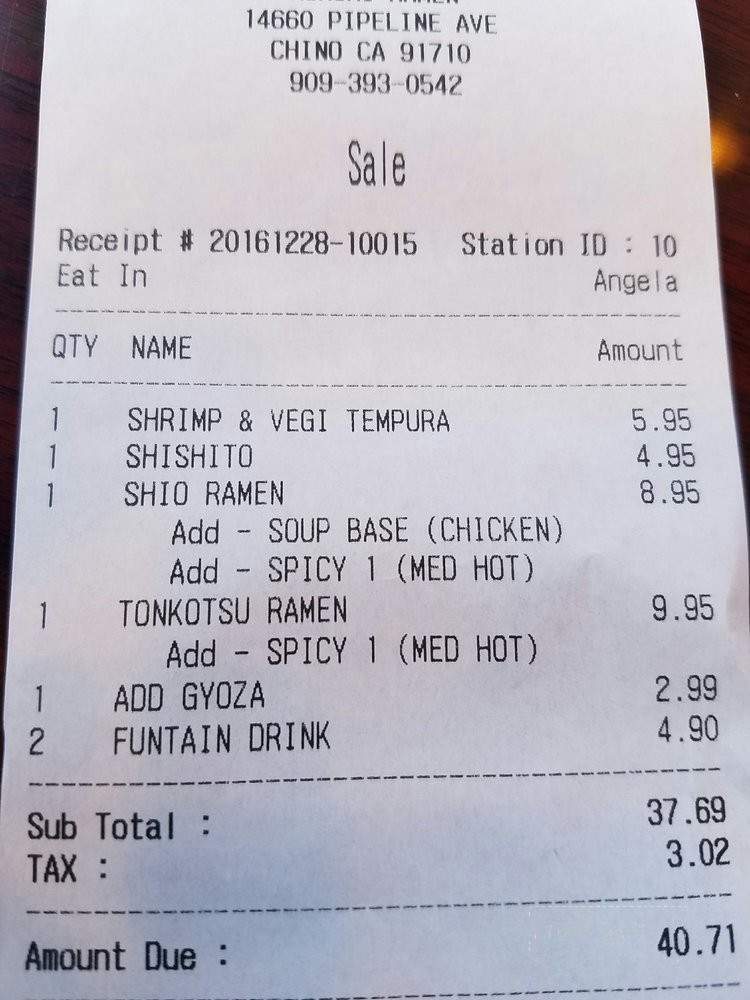 14660 PIPELINE AVE
CHINO CA 91710
909-393-0542
Sale
Receipt # 20161228-10015 Station ID : 10
Eat In Angela
QTY NAME Amount
1 SHRIMP & VEGI TEMPURA 5.95
1 SHISHITO 4.95
1 SHIO RAMEN 8.95
Add - SOUP BASE (CHICKEN)
Add - SPICY 1 (MED HOT)
1 TONKOTSU RAMEN 9.95
Add - SPICY 1 (MED HOT)
1 ADD GYOZA 2.99
2 FUNTAIN DRINK 4.90
Sub Total : 37.69
TAX : 3.02
Amount Due : 40.71